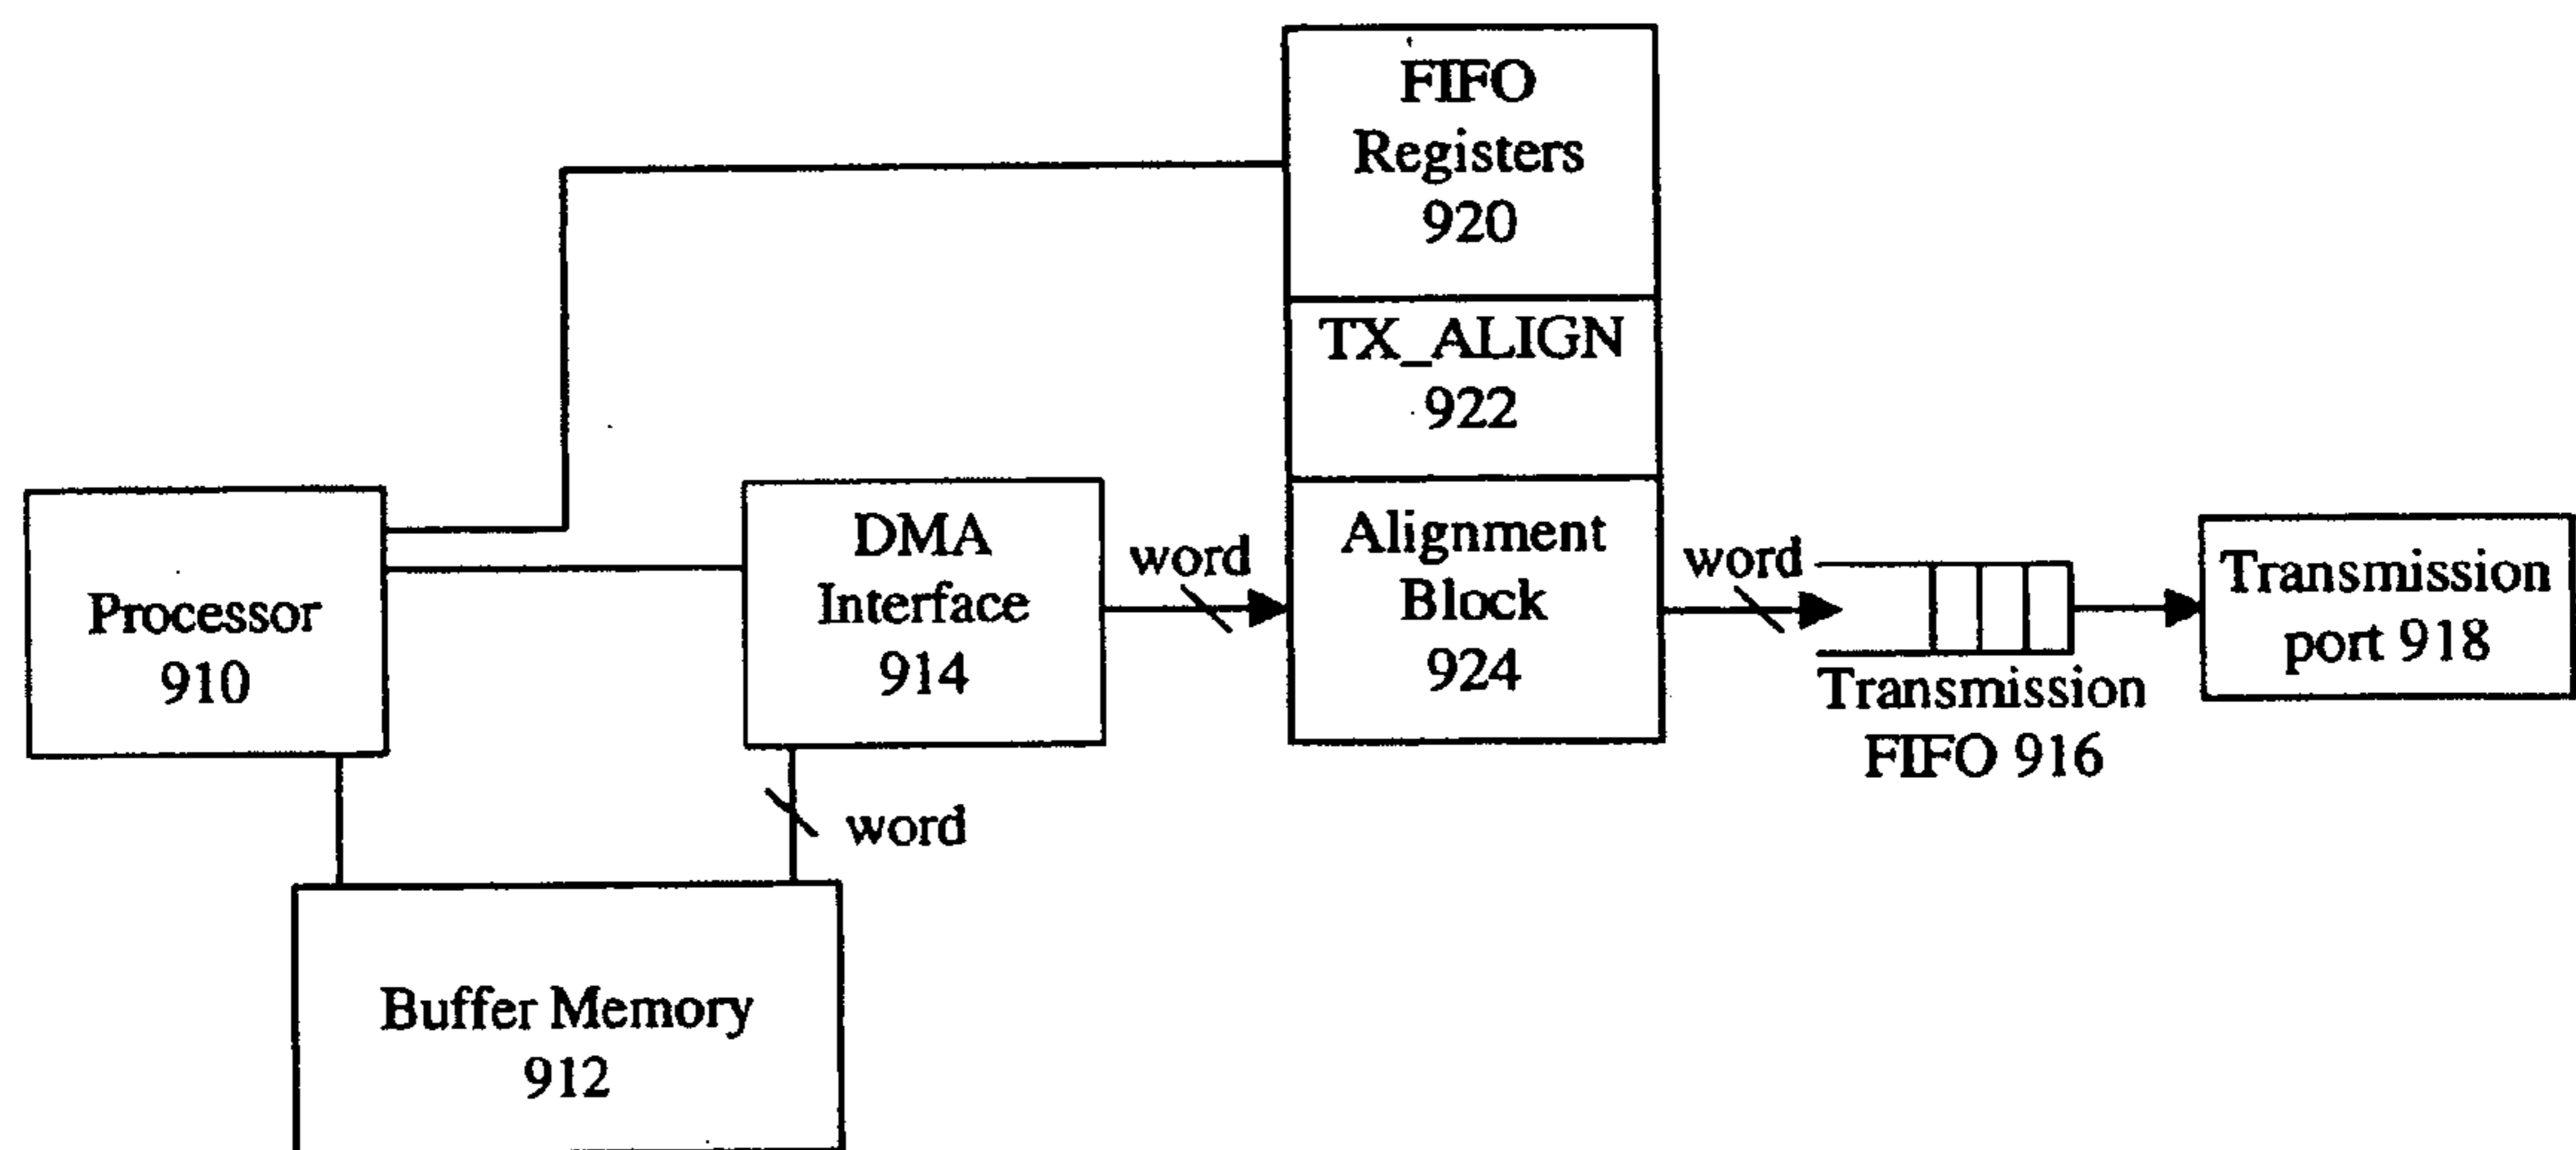 FIFO
Registers
920
TX_ALIGN
922
Processor
910
DMA
Interface
914
word
Alignment
Block
924
word
Transmission
FIFO 916
Transmission
port 918
word
Buffer Memory
912